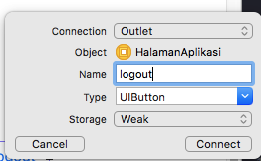 Connection Outlet
Object HalamanAplikasi
Name logout
Type UIButton
Storage Weak
Cancel Connect